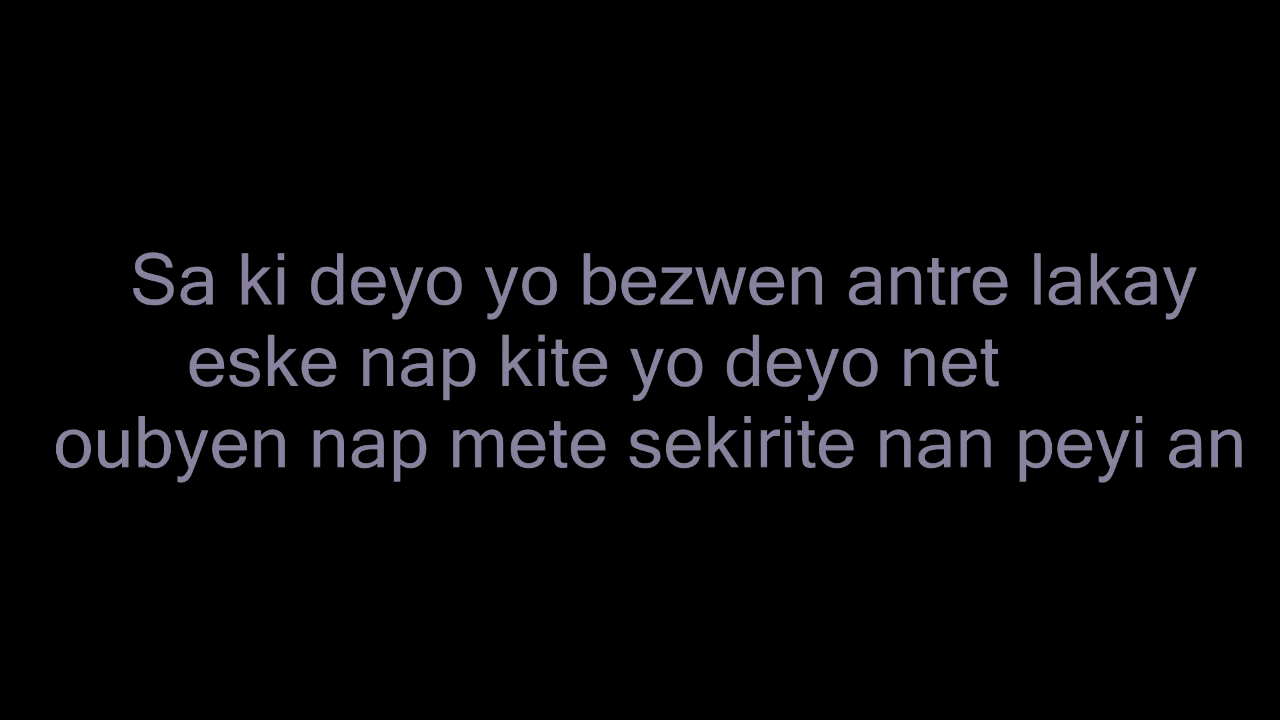 Sa ki deyo yo bezwen antre lakay
eske nap kite yo deyo net
oubyen nap mete sekirite nan peyi an